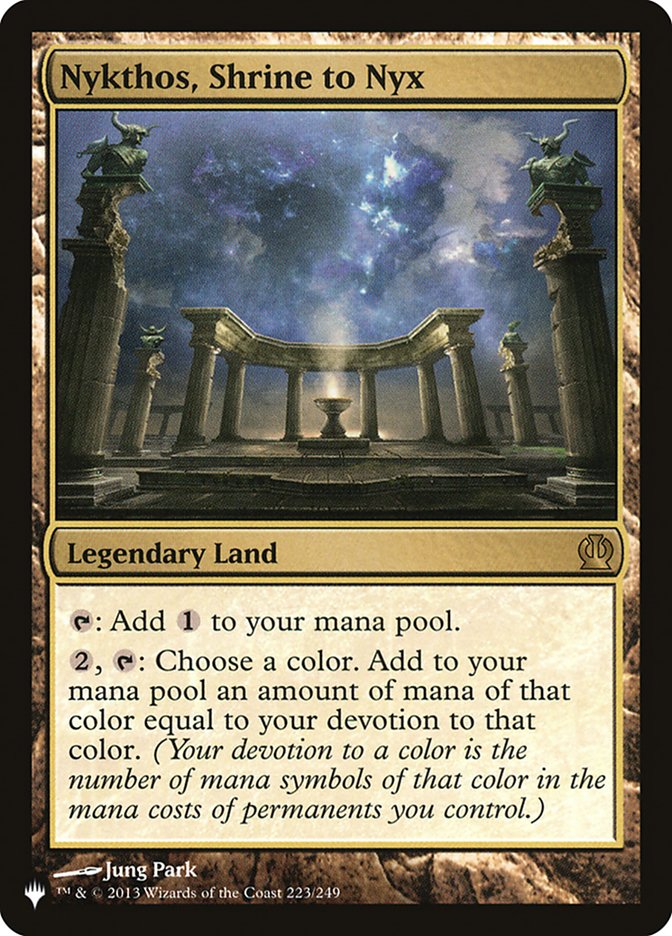 Nykthos, Shrine to Nyx
Legendary Land
: Add 1 to your mana pool.
2, : Choose a color. Add to your
mana pool an amount of mana of that
color equal to your devotion to that
color. (Your devotion to a color is the
number of mana symbols of that color in the
mana costs of permanents you control.)
Jung Park
™ & © 2013 Wizards of the Coast 223/249